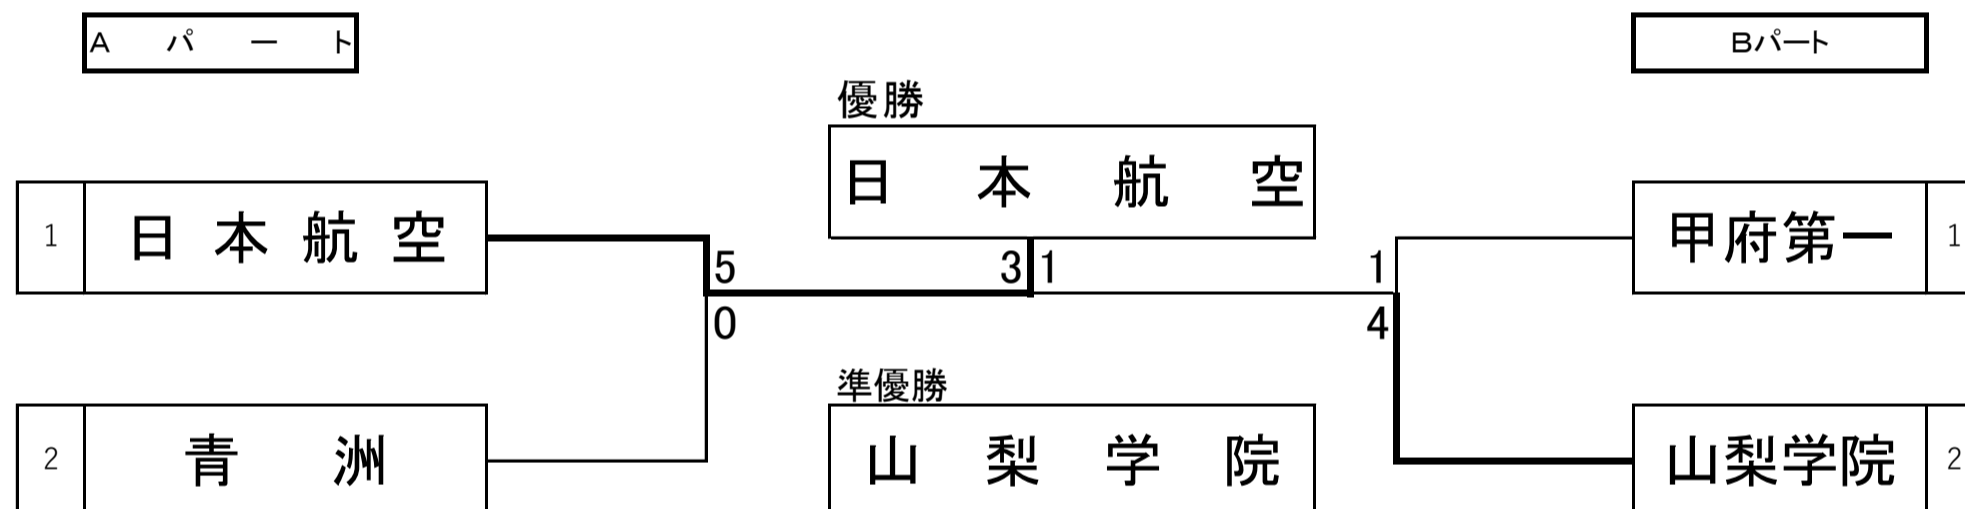 A パート
Bパート
優勝
日本航空
1 日本航空
甲府第一 1
5 3 1 1
0 4
準優勝
2 青洲
山梨学院
山梨学院 2